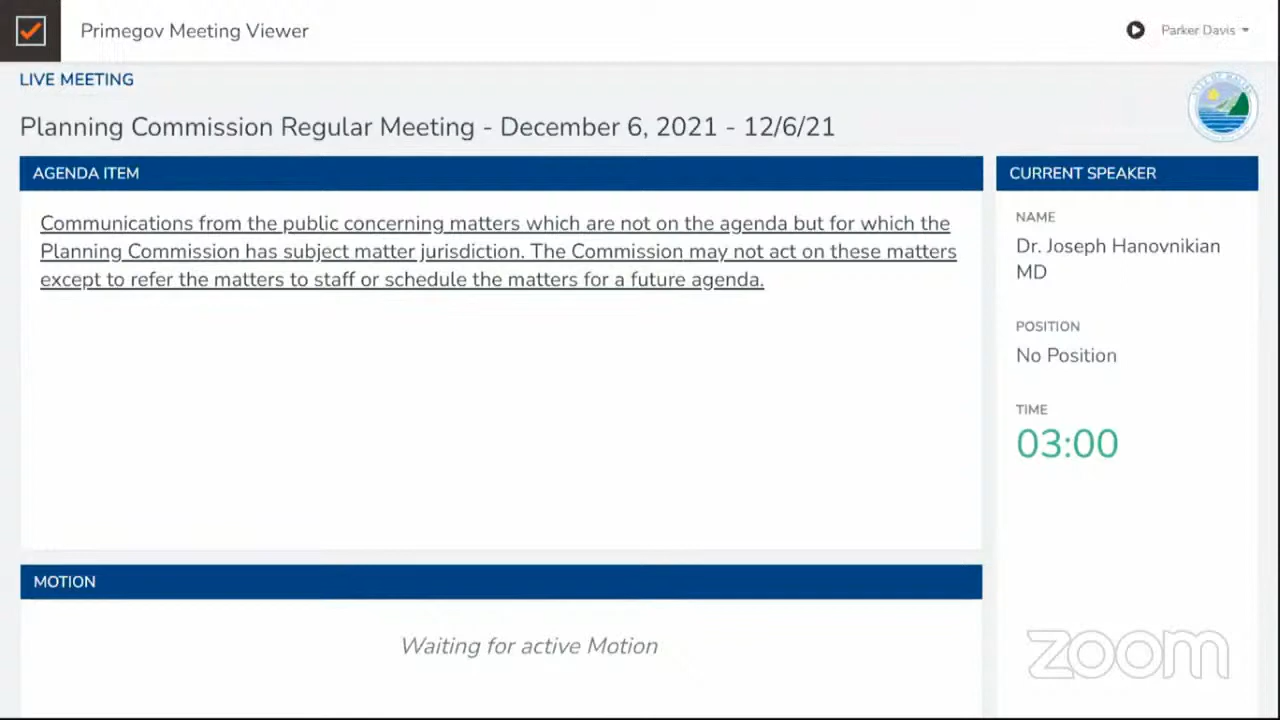 Primegov Meeting Viewer
Parker Davis
LIVE MEETING
Planning Commission Regular Meeting - December 6, 2021 - 12/6/21
AGENDA ITEM
Communications from the public concerning matters which are not on the agenda but for which the
Planning Commission has subject matter jurisdiction. The Commission may not act on these matters
except to refer the matters to staff or schedule the matters for a future agenda.
CURRENT SPEAKER
NAME
Dr. Joseph Hanovnikian
MD
POSITION
No Position
TIME
03:00
MOTION
Waiting for active Motion
zoom